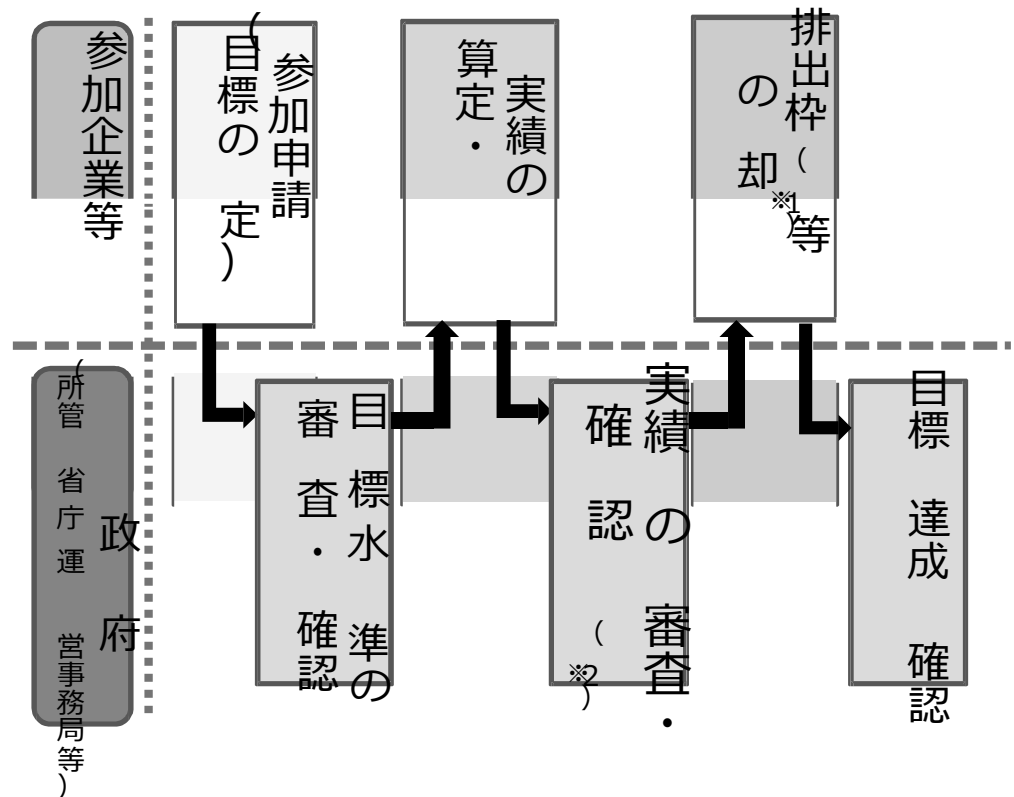 参加企業等
参加申請
(目標の 定)
実績の
算定・
排出枠(※1)等
の 却
政府
(所管省庁運営事務局等)
目標水準の
審査・確認
実績の審査・
確認(※2)
目標達成確認